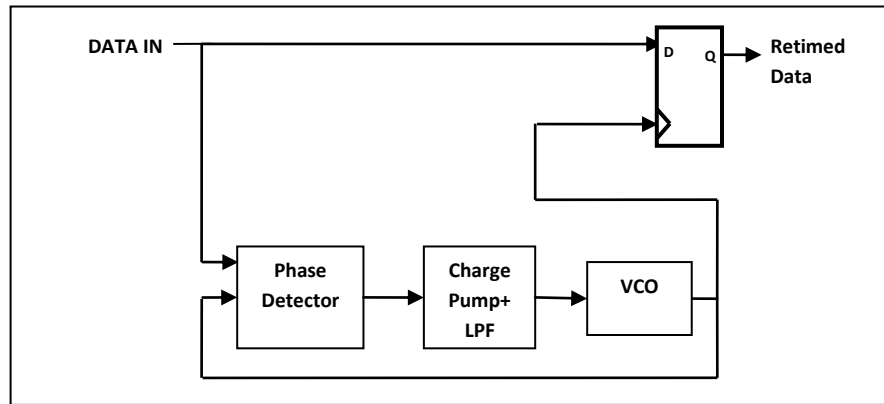 DATA IN
D
Q
Retimed
Data
Phase
Detector
Charge
Pump+
LPF
VCO